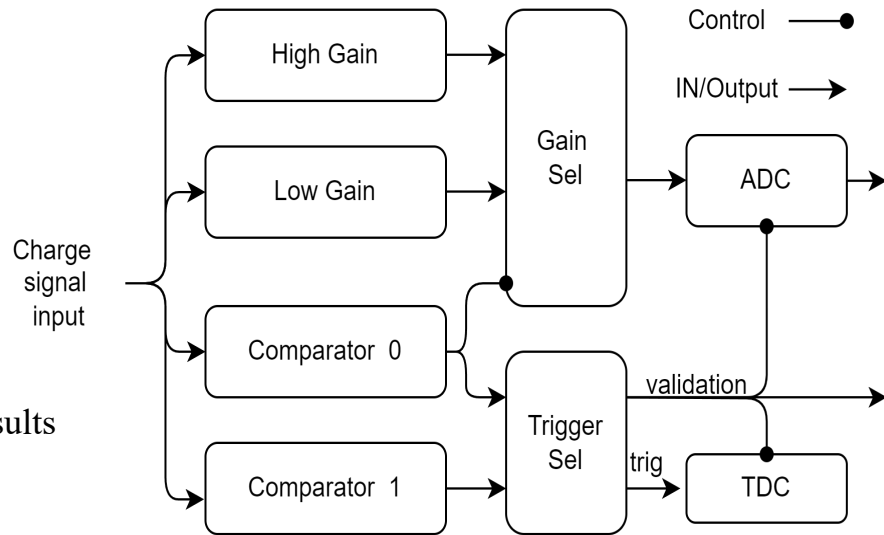 Control
IN/Output
High Gain
Low Gain
Gain
Sel
ADC
Charge
signal
input
Comparator 0
Comparator 1
Trigger
Sel
validation
trig
TDC
sults